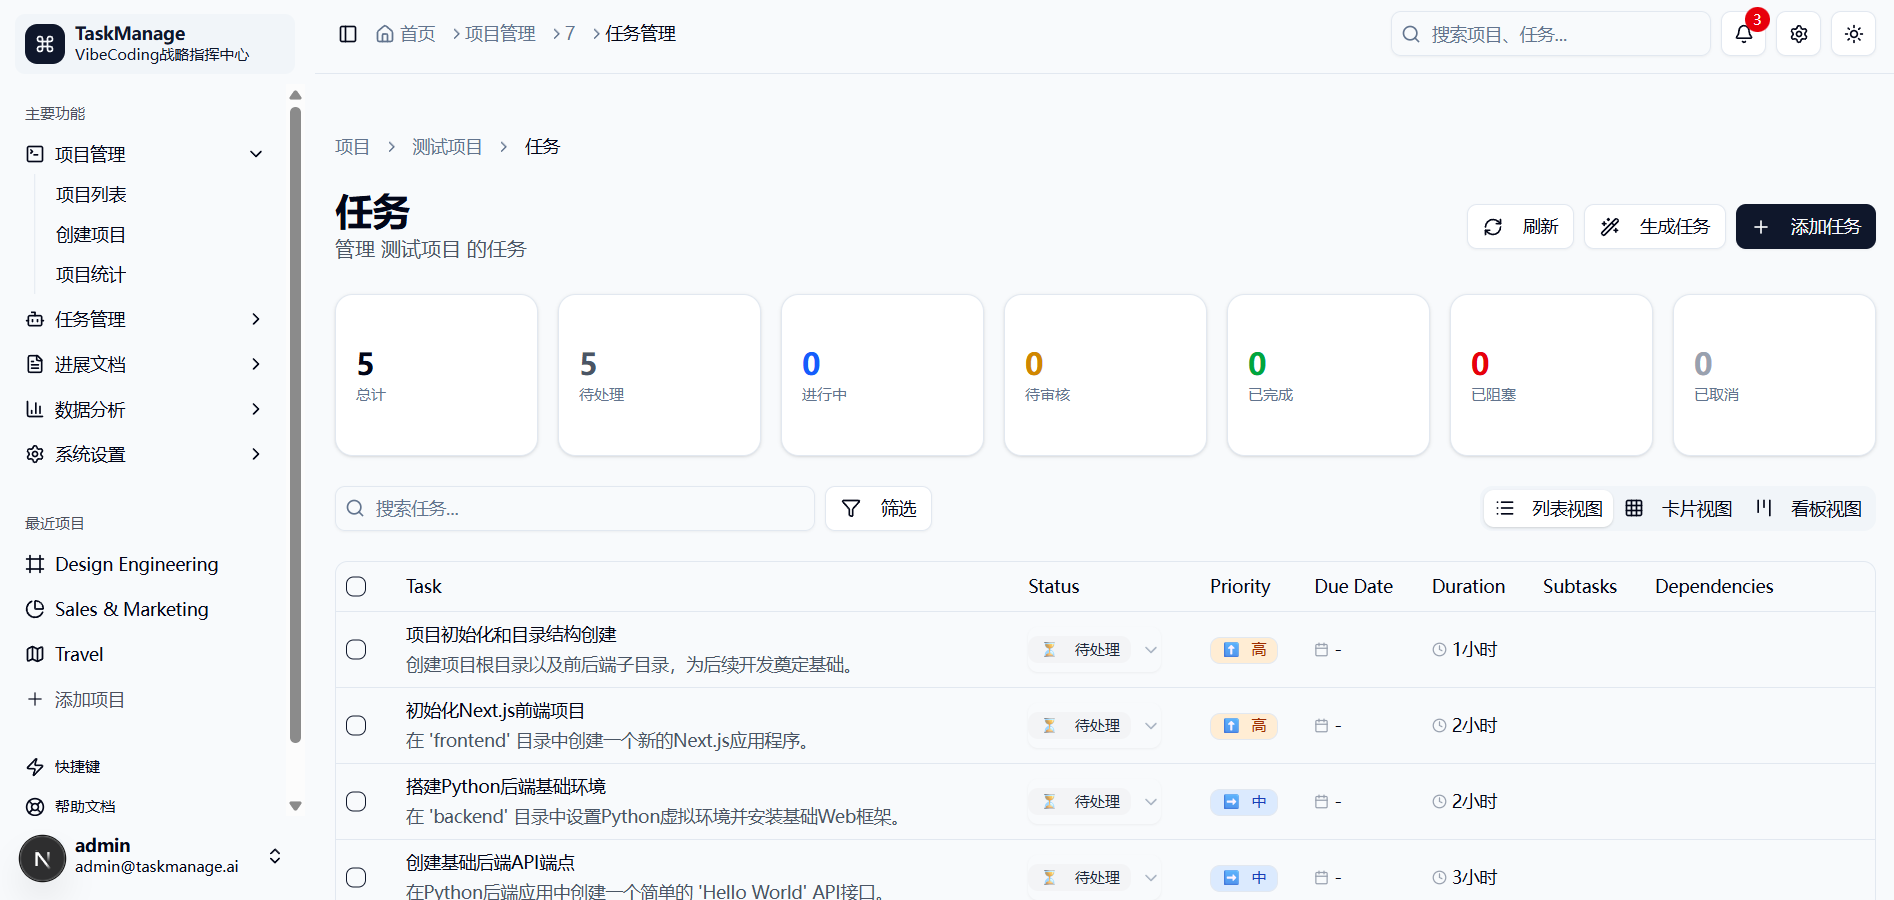 TaskManage
VibeCoding战略指挥中心
主要功能
项目管理
项目列表
创建项目
项目统计
任务管理
进展文档
数据分析
系统设置
最近项目
Design Engineering
Sales & Marketing
Travel
添加项目
快捷键
帮助文档
N
admin
admin@taskmanage.ai
首页 项目管理 7 任务管理
搜索项目、任务...
3
项目 测试项目 任务
任务
管理 测试项目 的任务
刷新 生成任务 添加任务
5 总计
5 待处理
0 进行中
0 待审核
0 已完成
0 已阻塞
0 已取消
搜索任务...
筛选
列表视图 卡片视图 看板视图
Task Status Priority Due Date Duration Subtasks Dependencies
项目初始化和目录结构创建
创建项目根目录以及前后端子目录，为后续开发奠定基础。
待处理 高 - 1小时
初始化Next.js前端项目
在 'frontend' 目录中创建一个新的Next.js应用程序。
待处理 高 - 2小时
搭建Python后端基础环境
在 'backend' 目录中设置Python虚拟环境并安装基础Web框架。
待处理 中 - 2小时
创建基础后端API端点
在Python后端应用中创建一个简单的 'Hello World' API接口。
待处理 中 - 3小时